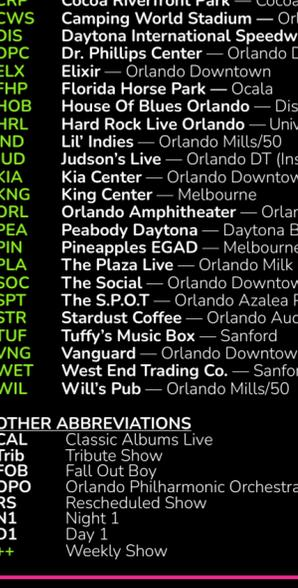 CRP Cocoa Riverfront Park — Cocoa
CWS Camping World Stadium — Orl
DIS Daytona International Speedw
DPC Dr. Phillips Center — Orlando D
ELX Elixir — Orlando Downtown
FHP Florida Horse Park — Ocala
HOB House Of Blues Orlando — Dis
HRL Hard Rock Live Orlando — Univ
IND Lil' Indies — Orlando Mills/50
JUD Judson's Live — Orlando DT (Ins
KIA Kia Center — Orlando Downtown
KNG King Center — Melbourne
ORL Orlando Amphitheater — Orlan
PEA Peabody Daytona — Daytona B
PIN Pineapples EGAD — Melbourne
PLA The Plaza Live — Orlando Milk
SOC The Social — Orlando Downtow
SPT The S.P.O.T — Orlando Azalea P
STR Stardust Coffee — Orlando Aud
TUF Tuffy's Music Box — Sanford
VNG Vanguard — Orlando Downtow
WET West End Trading Co. — Sanfor
WIL Will's Pub — Orlando Mills/50
OTHER ABBREVIATIONS
CAL Classic Albums Live
Trib Tribute Show
FOB Fall Out Boy
OPO Orlando Philharmonic Orchestra
RS Rescheduled Show
N1 Night 1
D1 Day 1
++ Weekly Show